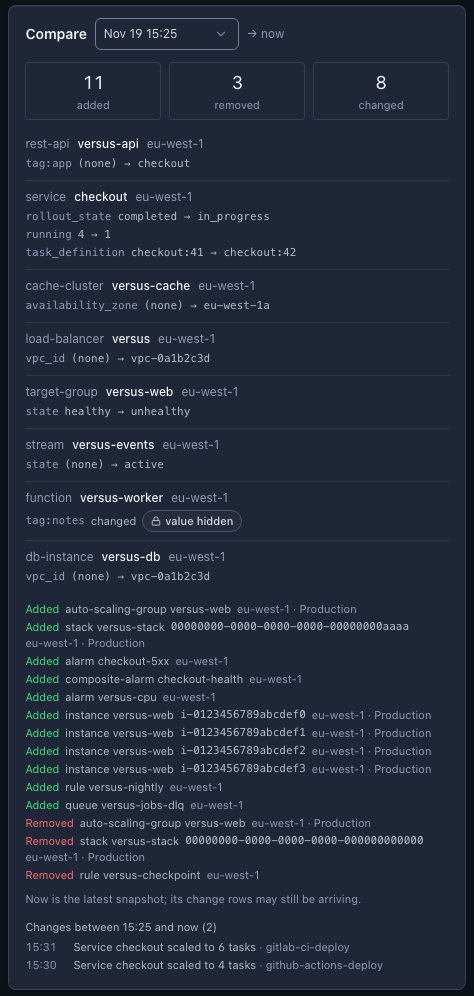 Compare Nov 19 15:25 → now
11 3 8
added removed changed
rest-api versus-api eu-west-1
tag:app (none) → checkout
service checkout eu-west-1
rollout_state completed → in_progress
running 4 → 1
task_definition checkout:41 → checkout:42
cache-cluster versus-cache eu-west-1
availability_zone (none) → eu-west-1a
load-balancer versus eu-west-1
vpc_id (none) → vpc-0a1b2c3d
target-group versus-web eu-west-1
state healthy → unhealthy
stream versus-events eu-west-1
state (none) → active
function versus-worker eu-west-1
tag:notes changed value hidden
db-instance versus-db eu-west-1
vpc_id (none) → vpc-0a1b2c3d
Added auto-scaling-group versus-web eu-west-1 · Production
Added stack versus-stack 00000000-0000-0000-0000-00000000aaaa
eu-west-1 · Production
Added alarm checkout-5xx eu-west-1
Added composite-alarm checkout-health eu-west-1
Added alarm versus-cpu eu-west-1
Added instance versus-web i-0123456789abcdef0 eu-west-1 · Production
Added instance versus-web i-0123456789abcdef1 eu-west-1 · Production
Added instance versus-web i-0123456789abcdef2 eu-west-1 · Production
Added instance versus-web i-0123456789abcdef3 eu-west-1 · Production
Added rule versus-nightly eu-west-1
Added queue versus-jobs-dlq eu-west-1
Removed auto-scaling-group versus-web eu-west-1 · Production
Removed stack versus-stack 00000000-0000-0000-0000-000000000000
eu-west-1 · Production
Removed rule versus-checkpoint eu-west-1
Now is the latest snapshot; its change rows may still be arriving.
Changes between 15:25 and now (2)
15:31 Service checkout scaled to 6 tasks · gitlab-ci-deploy
15:30 Service checkout scaled to 4 tasks · github-actions-deploy